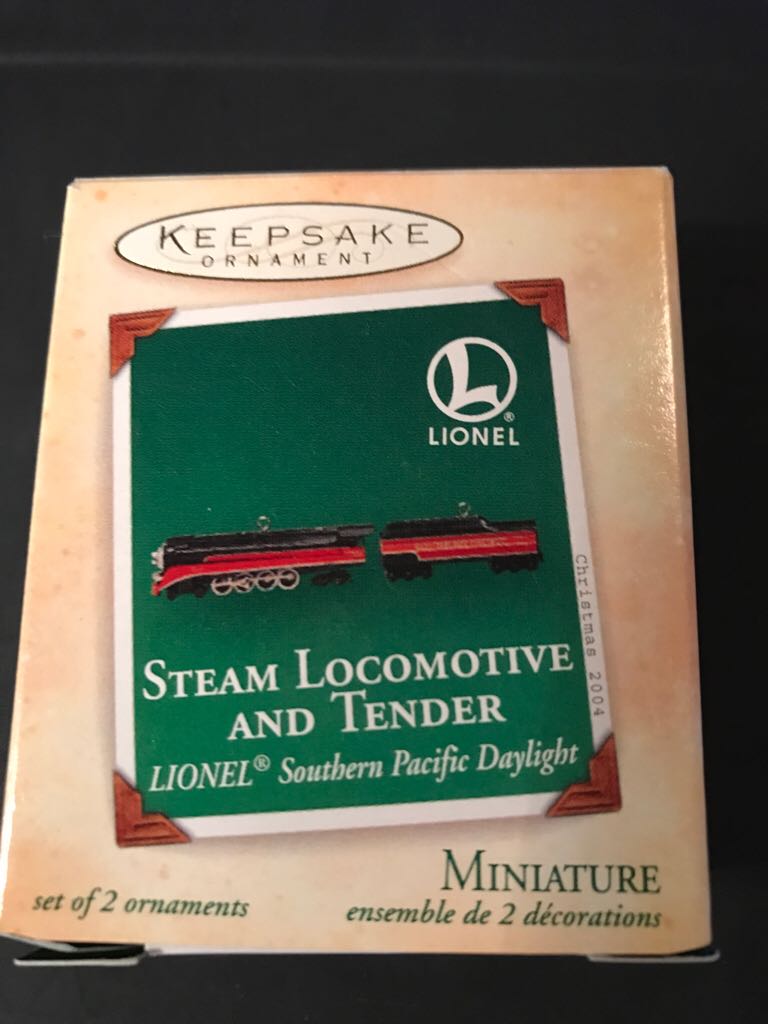 KEEPSAKE
ORNAMENT
L
®
LIONEL
Christmas 2004
STEAM LOCOMOTIVE
AND TENDER
LIONEL® Southern Pacific Daylight
MINIATURE
set of 2 ornaments
ensemble de 2 décorations